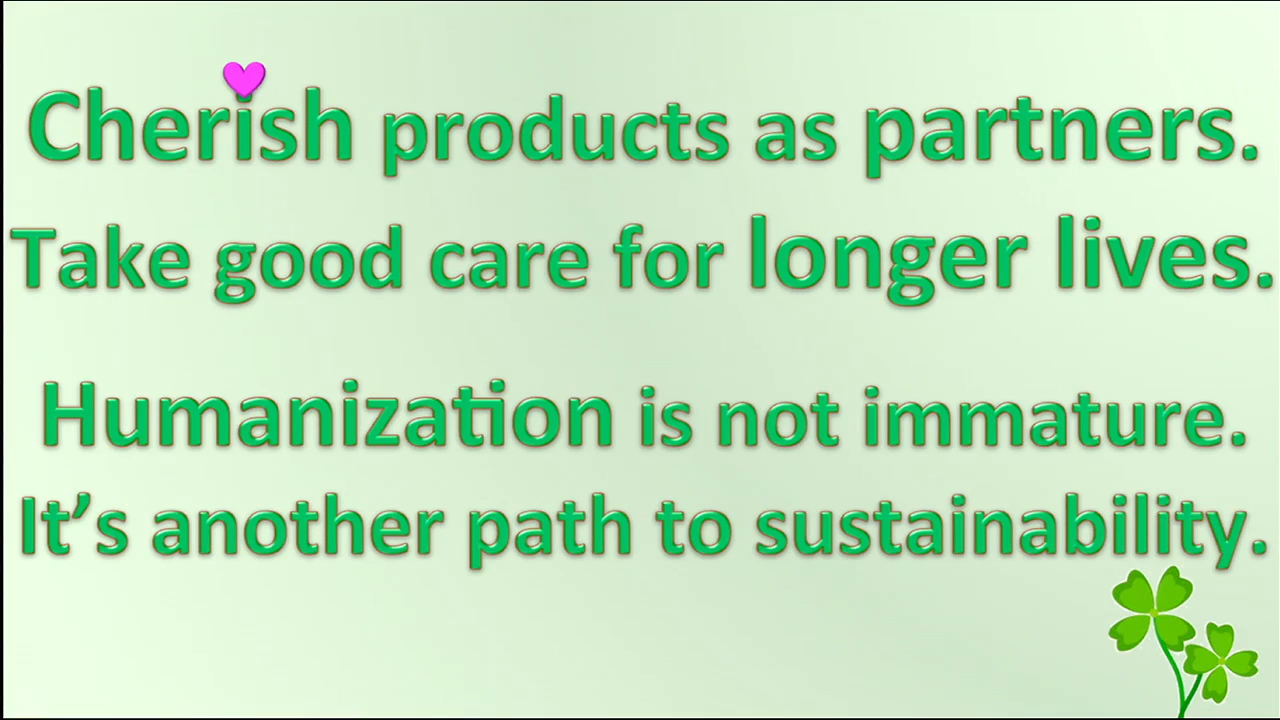 Cherish products as partners.
Take good care for longer lives.
Humanization is not immature.
It’s another path to sustainability.